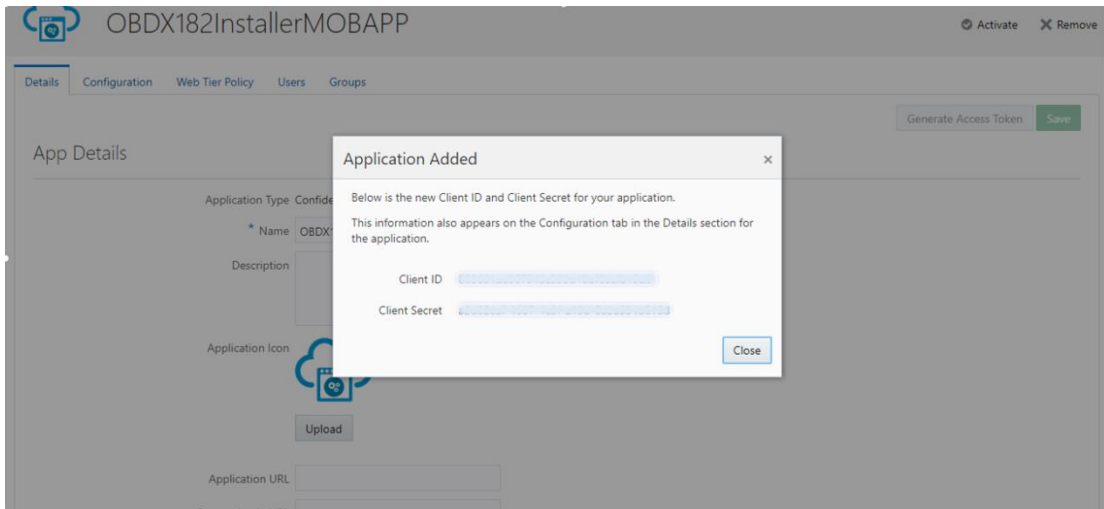 OBDX182InstallerMOBAPP
Activate
Remove
Details
Configuration
Web Tier Policy
Users
Groups
Generate Access Token
Save
App Details
Application Type
* Name
Description
Application Icon
Upload
Application URL
Application Added
×
Below is the new Client ID and Client Secret for your application.
This information also appears on the Configuration tab in the Details section for
the application.
Client ID
Client Secret
Close